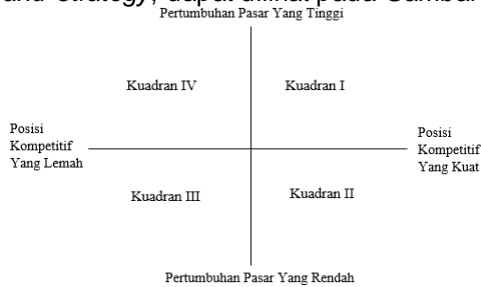 strategy, dapat dilihat pada Gambar
Pertumbuhan Pasar Yang Tinggi
Kuadran IV
Kuadran I
Posisi
Kompetitif
Yang Lemah
Posisi
Kompetitif
Yang Kuat
Kuadran III
Kuadran II
Pertumbuhan Pasar Yang Rendah